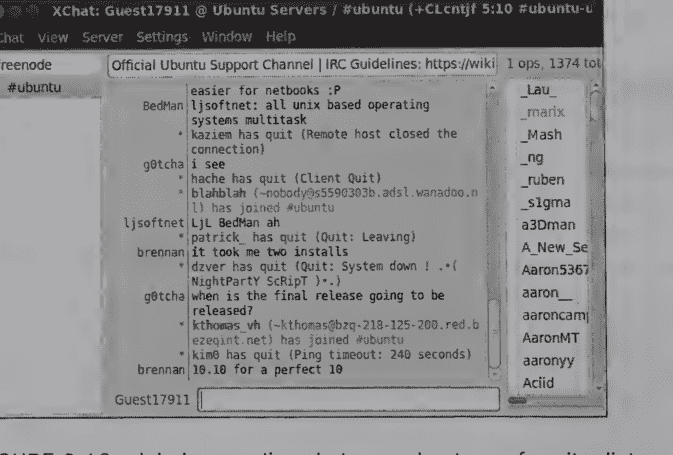 XChat: Guest17911 @ Ubuntu Servers / #ubuntu (+CLcntjf 5:10 #ubuntu-u
Chat View Server Settings Window Help
reenode
Official Ubuntu Support Channel | IRC Guidelines: https://wiki
1 ops, 1374 tot
#ubuntu
easier for netbooks :P
BedMan ljsoftnet: all unix based operating
systems multitask
* kaziem has quit (Remote host closed the
connection)
g0tcha i see
* hache has quit (Client Quit)
* blahblah (~nobody@s5590303b.adsl.wanadoo.n
l) has joined #ubuntu
ljsoftnet LjL BedMan ah
* patrick_ has quit (Quit: Leaving)
brennan it took me two installs
* dzver has quit (Quit: System down ! .•(
NightPartY ScRipT )•.)
g0tcha when is the final release going to be
released?
* kthomas_vh (~kthomas@bzq-218-125-200.red.b
ezeqint.net) has joined #ubuntu
* kim0 has quit (Ping timeout: 240 seconds)
brennan 10.10 for a perfect 10
Guest17911
_Lau_
_marix
_Mash
_ng
_ruben
_s1gma
a3Dman
A_New_Se
Aaron5367
aaron__
aaroncamp
AaronMT
aaronyy
Aciid